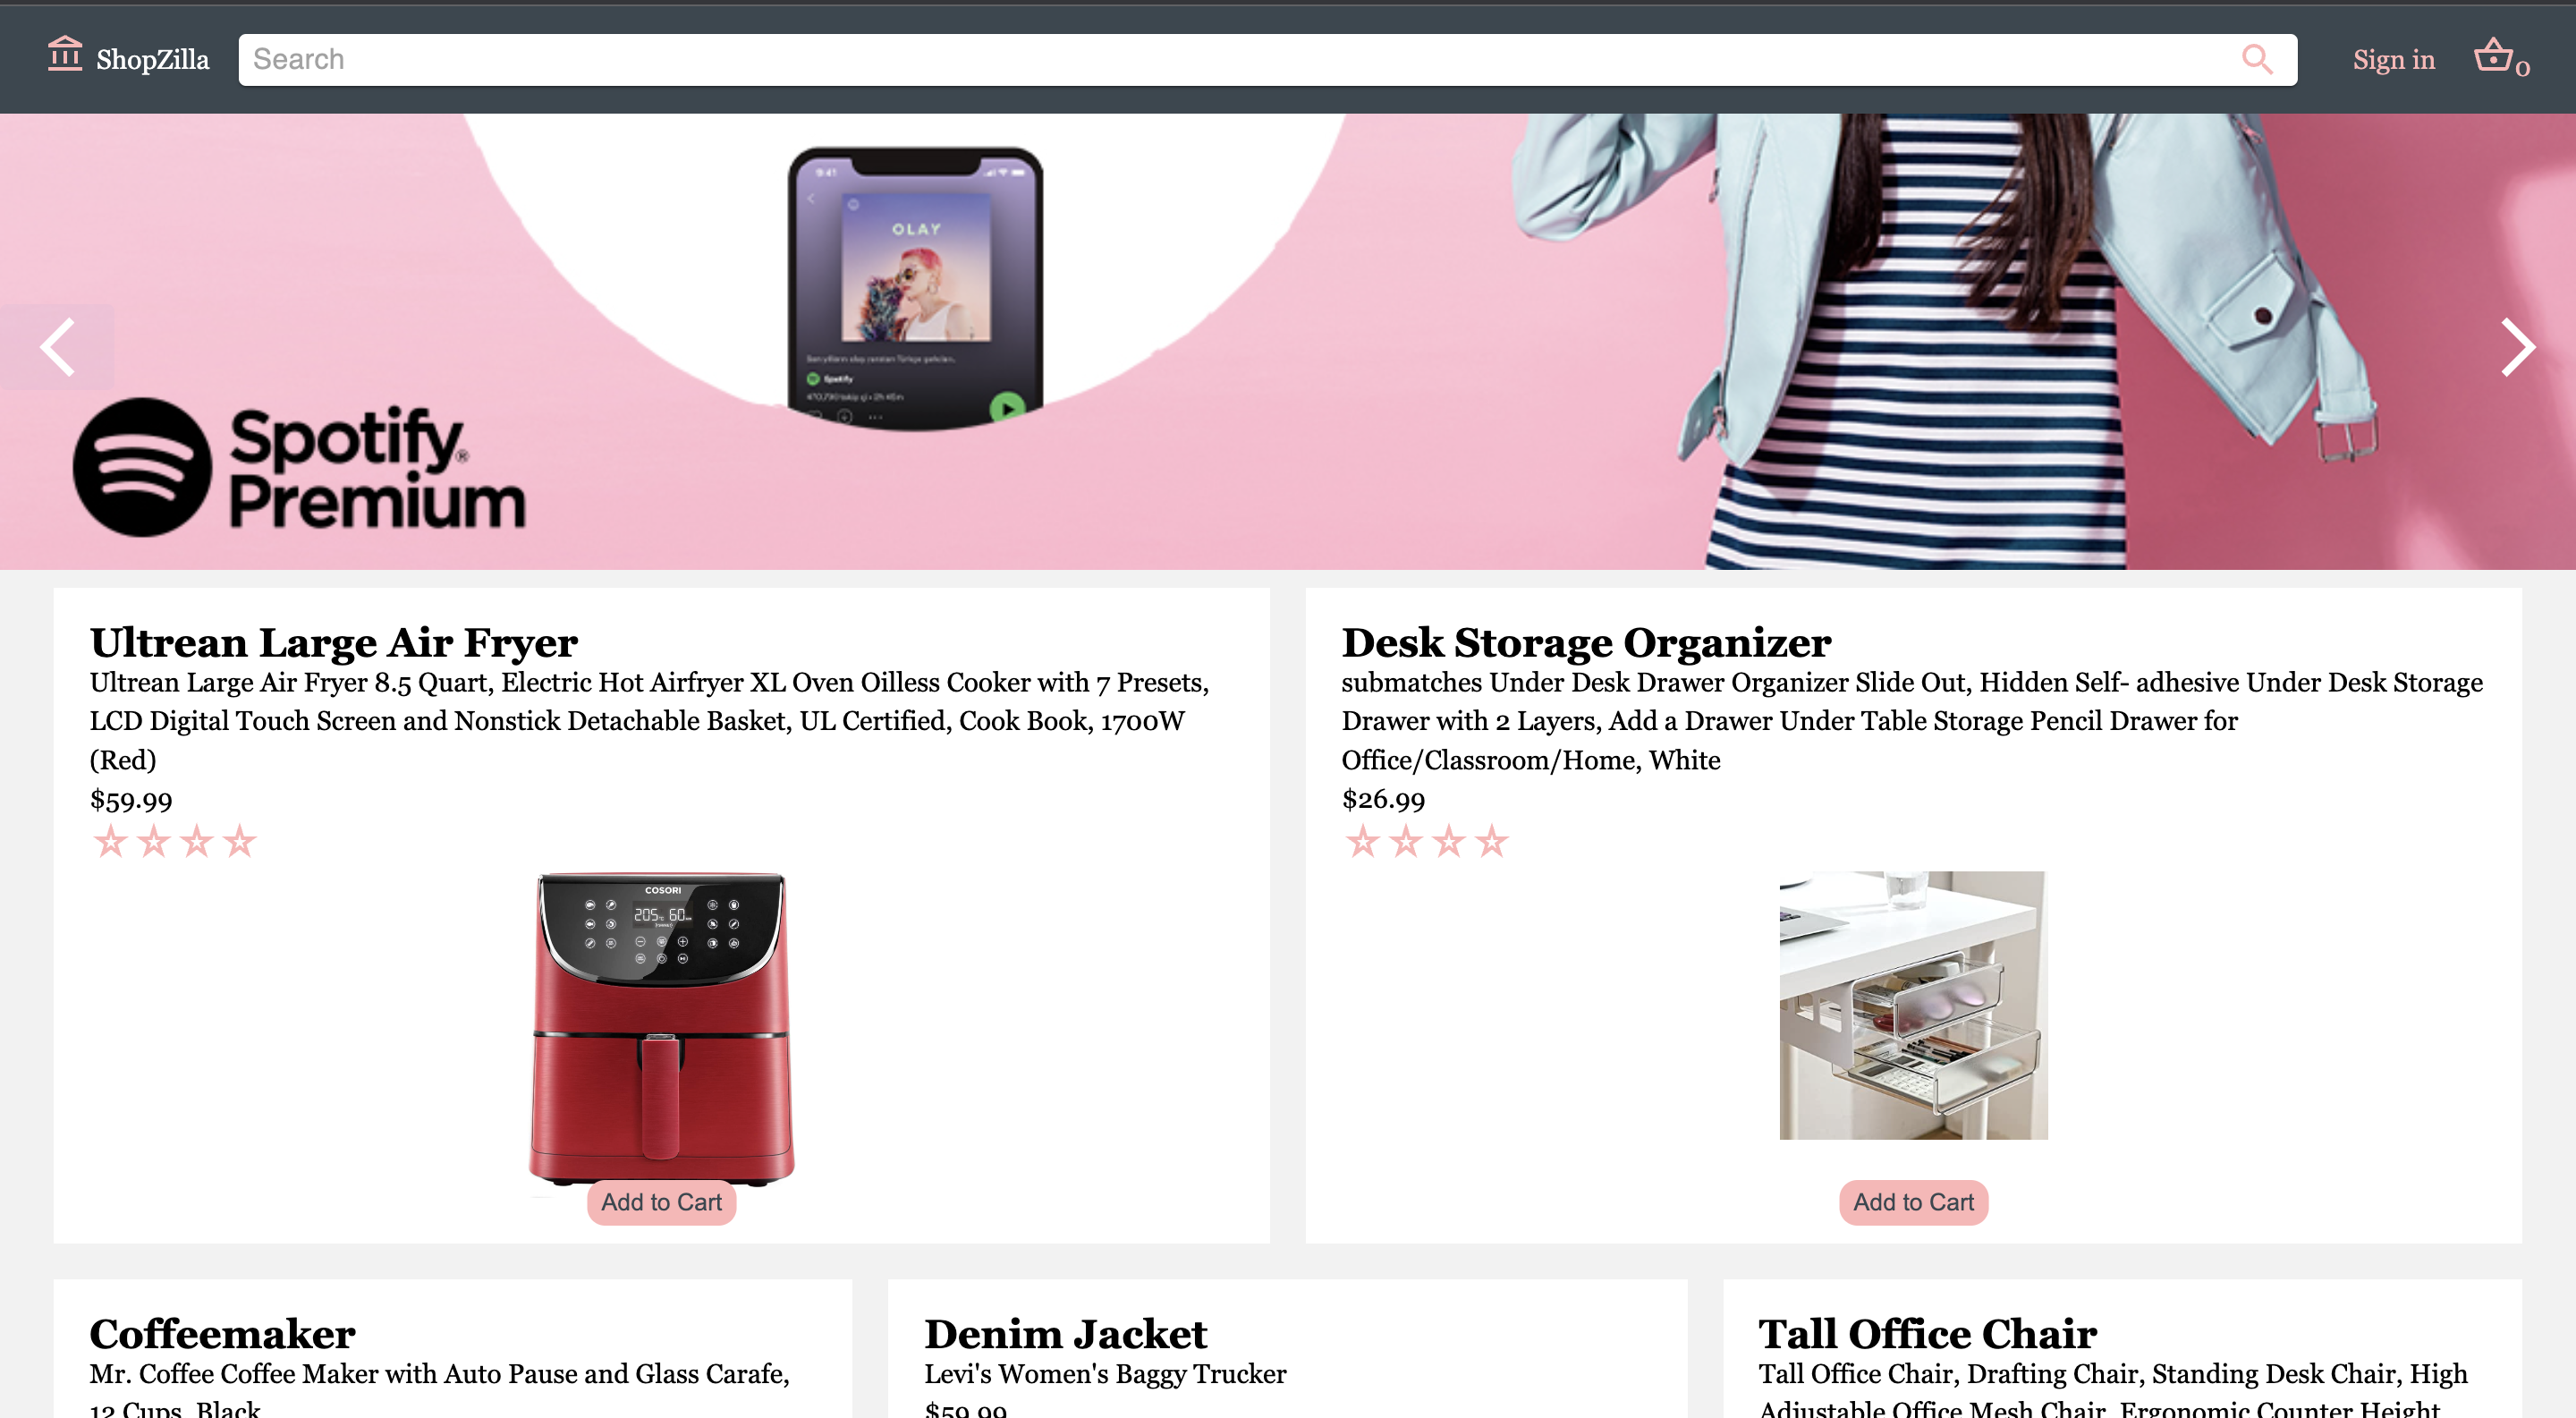 ShopZilla
Search
Sign in
0
9:41
OLAY
Spotify
Spotify®
Premium
Ultrean Large Air Fryer
Ultrean Large Air Fryer 8.5 Quart, Electric Hot Airfryer XL Oven Oilless Cooker with 7 Presets,
LCD Digital Touch Screen and Nonstick Detachable Basket, UL Certified, Cook Book, 1700W
(Red)
$59.99
COSORI
205°C 60
Add to Cart
Desk Storage Organizer
submatches Under Desk Drawer Organizer Slide Out, Hidden Self- adhesive Under Desk Storage
Drawer with 2 Layers, Add a Drawer Under Table Storage Pencil Drawer for
Office/Classroom/Home, White
$26.99
Add to Cart
Coffeemaker
Mr. Coffee Coffee Maker with Auto Pause and Glass Carafe,
12 Cups, Black
Denim Jacket
Levi's Women's Baggy Trucker
$59.99
Tall Office Chair
Tall Office Chair, Drafting Chair, Standing Desk Chair, High
Adjustable Office Mesh Chair, Ergonomic Counter Height